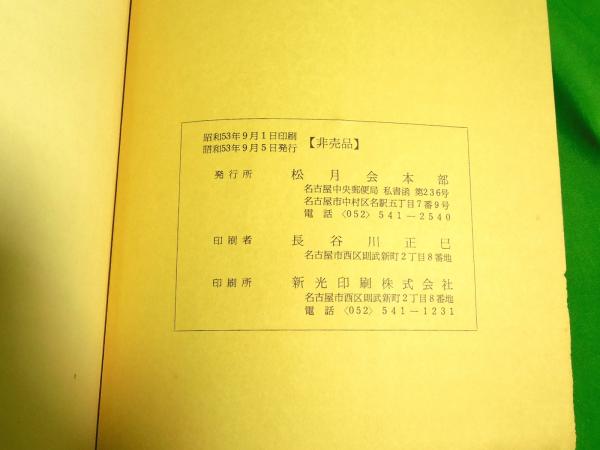 昭和53年9月1日印刷
昭和53年9月5日発行 【非売品】
発行所 松月会本部
名古屋中央郵便局 私書函 第236号
名古屋市中村区名駅五丁目7番9号
電話 〈052〉 541-2540
印刷者 長谷川正巳
名古屋市西区則武新町2丁目8番地
印刷所 新光印刷株式会社
名古屋市西区則武新町2丁目8番地
電話 〈052〉 541-1231